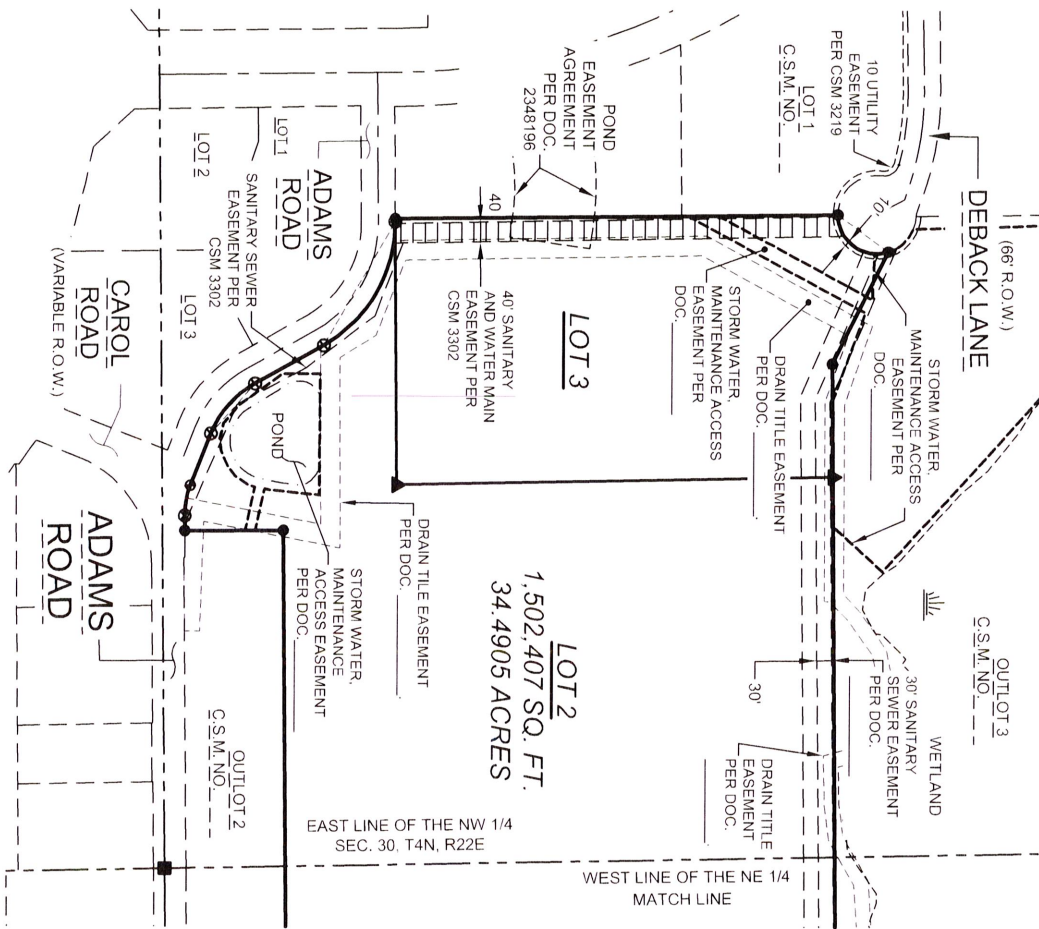 DEBACK LANE
(66' R.O.W.)
10 UTILITY
EASEMENT
PER CSM 3219
LOT 1
C.S.M. NO.
POND
EASEMENT
AGREEMENT
PER DOC.
2348196
STORM WATER,
MAINTENANCE ACCESS
EASEMENT PER
DOC.
OUTLOT 3
C.S.M. NO.
WETLAND
30' SANITARY
SEWER EASEMENT
PER DOC.
30'
DRAIN TITLE
EASEMENT
PER DOC.
DRAIN TITLE EASEMENT
PER DOC.
STORM WATER,
MAINTENANCE ACCESS
EASEMENT PER
DOC.
LOT 3
40
40' SANITARY
AND WATER MAIN
EASEMENT PER
CSM 3302
LOT 2
1,502,407 SQ. FT.
34.4905 ACRES
DRAIN TILE EASEMENT
PER DOC.
STORM WATER,
MAINTENANCE
ACCESS EASEMENT
PER DOC.
POND
ADAMS
ROAD
SANITARY SEWER
EASEMENT PER
CSM 3302
LOT 1
LOT 2
LOT 3
CAROL
ROAD
(VARIABLE R.O.W.)
ADAMS
ROAD
OUTLOT 2
C.S.M. NO.
EAST LINE OF THE NW 1/4
SEC. 30, T4N, R22E
WEST LINE OF THE NE 1/4
MATCH LINE